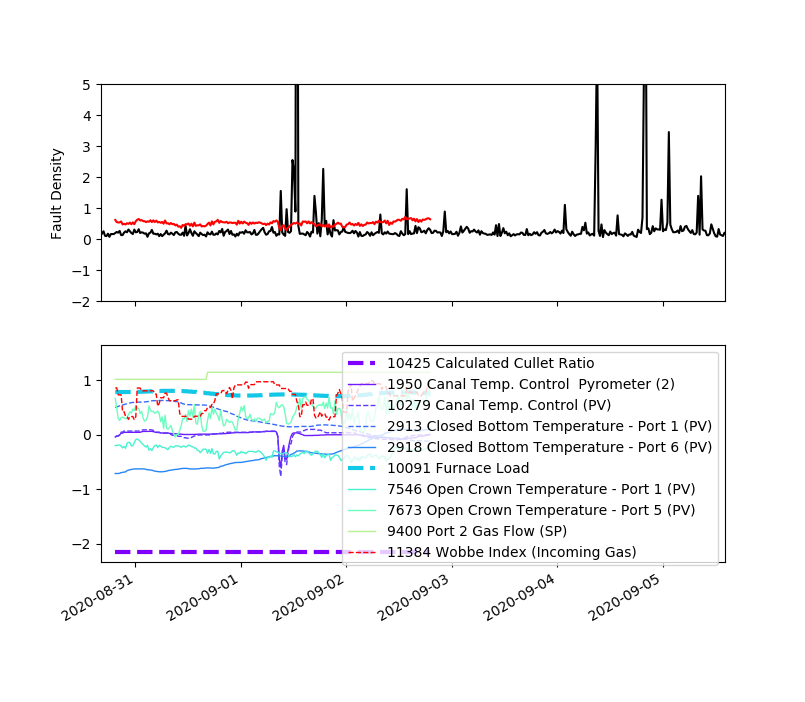 5
4
3
2
1
0
−1
−2
Fault Density
1
0
−1
−2
10425 Calculated Cullet Ratio
1950 Canal Temp. Control  Pyrometer (2)
10279 Canal Temp. Control (PV)
2913 Closed Bottom Temperature - Port 1 (PV)
2918 Closed Bottom Temperature - Port 6 (PV)
10091 Furnace Load
7546 Open Crown Temperature - Port 1 (PV)
7673 Open Crown Temperature - Port 5 (PV)
9400 Port 2 Gas Flow (SP)
11384 Wobbe Index (Incoming Gas)
2020-08-31
2020-09-01
2020-09-02
2020-09-03
2020-09-04
2020-09-05